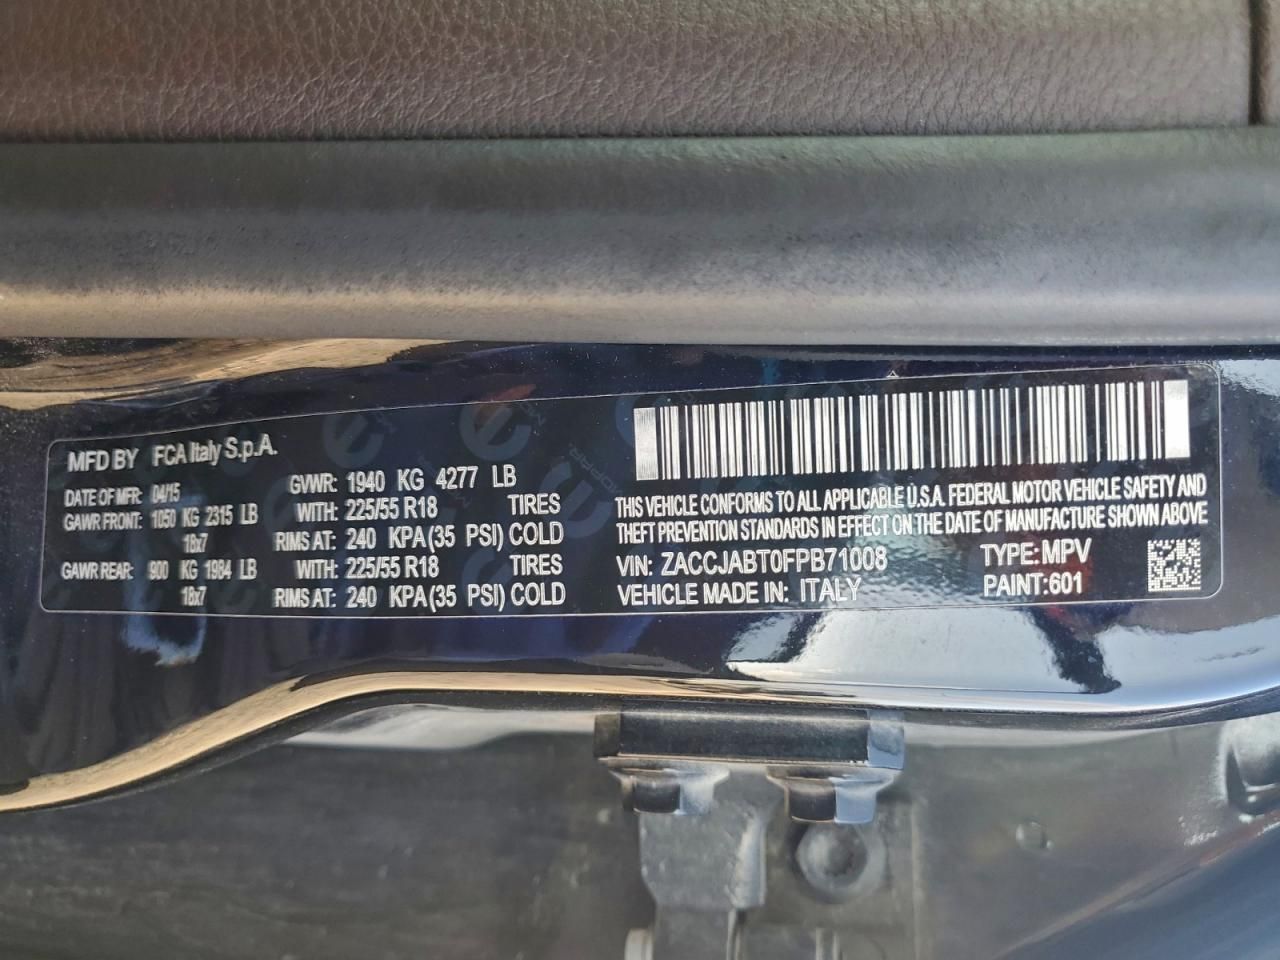 MFD BY FCA Italy S.p.A.
DATE OF MFR: 04/15 GVWR: 1940 KG 4277 LB
GAWR FRONT: 1050 KG 2315 LB WITH: 225/55 R18 TIRES
18x7 RIMS AT: 240 KPA(35 PSI) COLD
GAWR REAR: 900 KG 1984 LB WITH: 225/55 R18 TIRES
18x7 RIMS AT: 240 KPA(35 PSI) COLD
THIS VEHICLE CONFORMS TO ALL APPLICABLE U.S.A. FEDERAL MOTOR VEHICLE SAFETY AND
THEFT PREVENTION STANDARDS IN EFFECT ON THE DATE OF MANUFACTURE SHOWN ABOVE
VIN: ZACCJABT0FPB71008 TYPE: MPV
VEHICLE MADE IN: ITALY PAINT:601